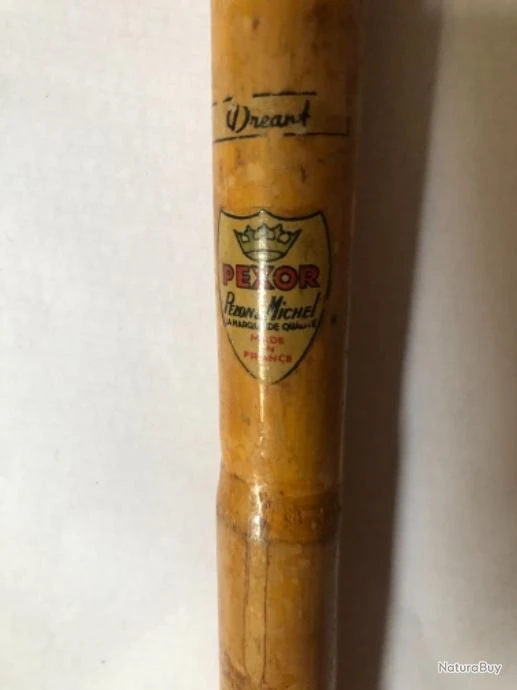 Dreant
PEXOR
PEZON & MICHEL
LA MARQUE DE QUALITÉ
MADE
IN
FRANCE
NaturaBuy